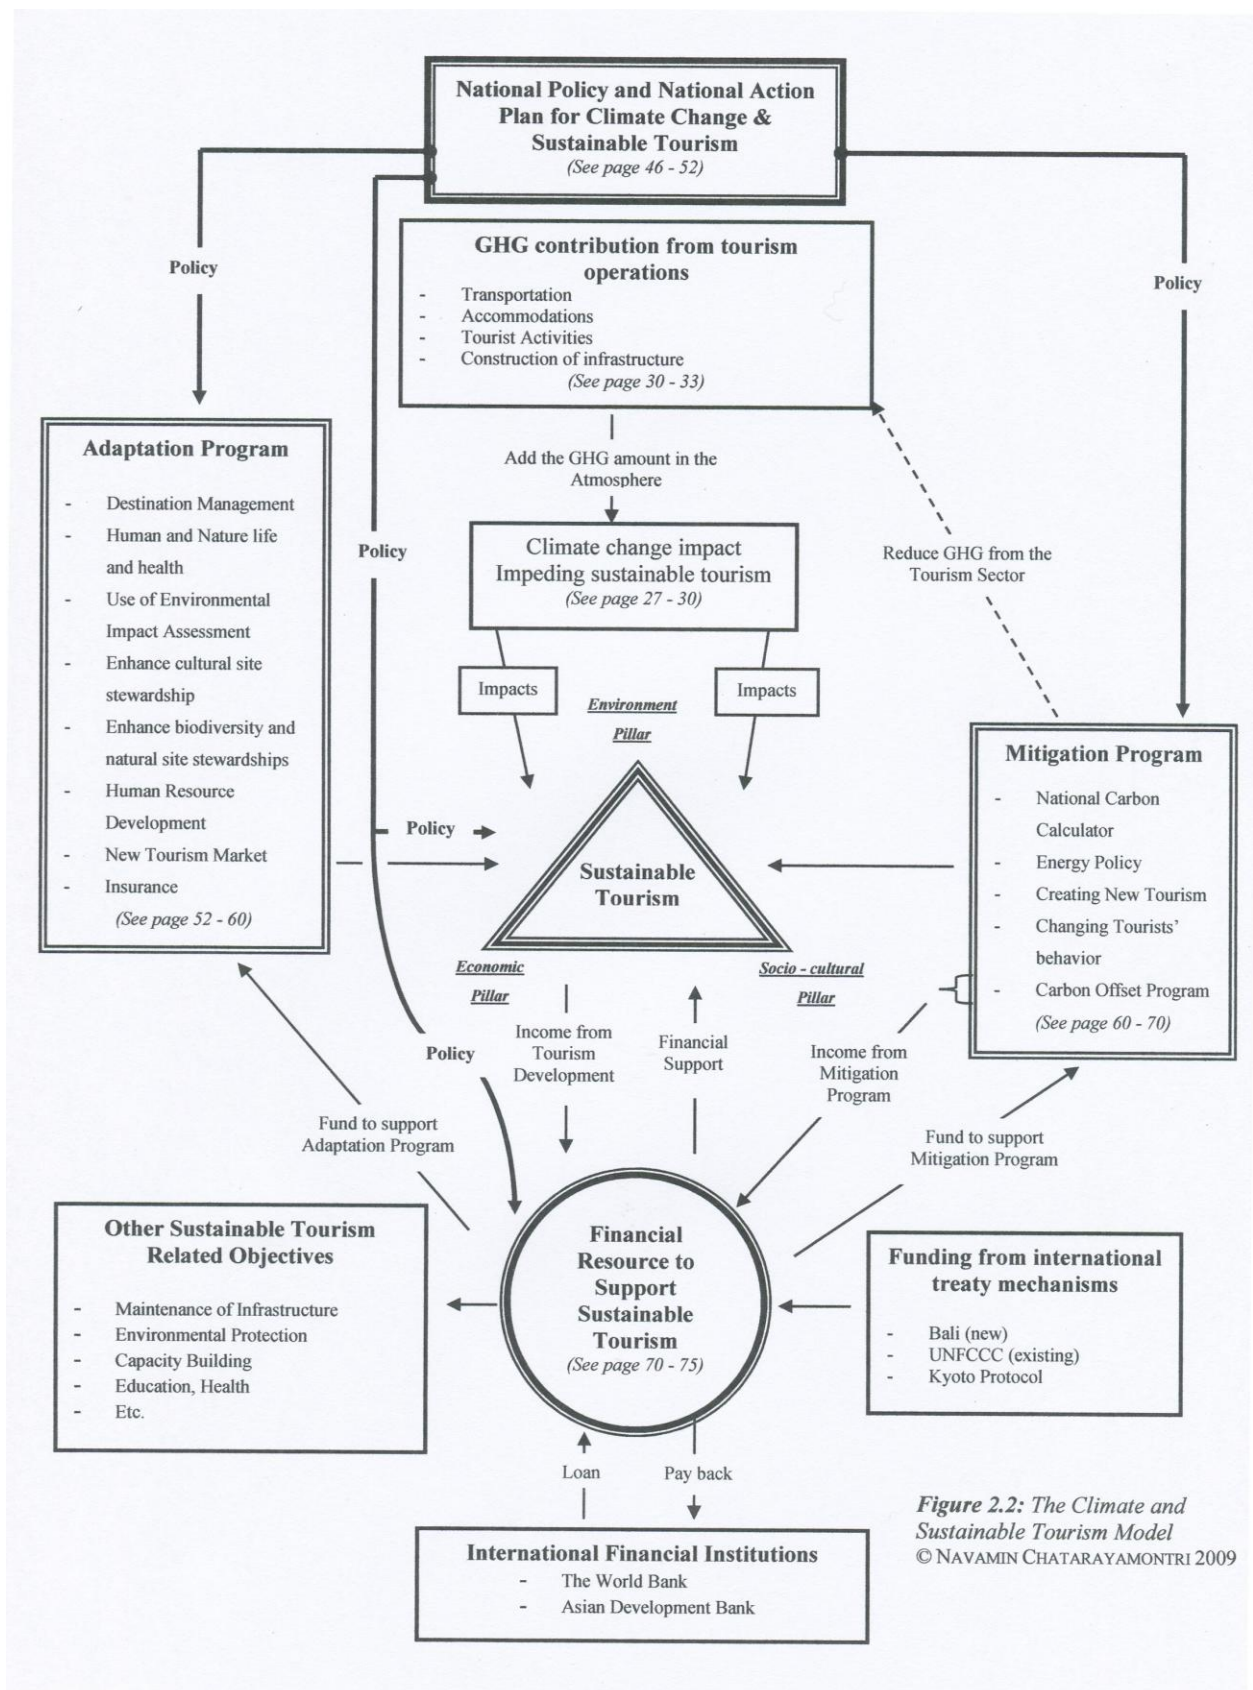 National Policy and National Action
Plan for Climate Change &
Sustainable Tourism
(See page 46 - 52)
Policy
Policy
GHG contribution from tourism
operations
- Transportation
- Accommodations
- Tourist Activities
- Construction of infrastructure
(See page 30 - 33)
Add the GHG amount in the
Atmosphere
Adaptation Program
- Destination Management
- Human and Nature life
and health
- Use of Environmental
Impact Assessment
- Enhance cultural site
stewardship
- Enhance biodiversity and
natural site stewardships
- Human Resource
Development
- New Tourism Market
- Insurance
(See page 52 - 60)
Policy
Climate change impact
Impeding sustainable tourism
(See page 27 - 30)
Reduce GHG from the
Tourism Sector
Impacts
Impacts
Environment
Pillar
Policy
Sustainable
Tourism
Economic
Pillar
Socio - cultural
Pillar
Mitigation Program
- National Carbon
Calculator
- Energy Policy
- Creating New Tourism
- Changing Tourists'
behavior
- Carbon Offset Program
(See page 60 - 70)
Policy
Income from
Tourism
Development
Financial
Support
Income from
Mitigation
Program
Fund to support
Adaptation Program
Fund to support
Mitigation Program
Other Sustainable Tourism
Related Objectives
- Maintenance of Infrastructure
- Environmental Protection
- Capacity Building
- Education, Health
- Etc.
Financial
Resource to
Support
Sustainable
Tourism
(See page 70 - 75)
Funding from international
treaty mechanisms
- Bali (new)
- UNFCCC (existing)
- Kyoto Protocol
Loan
Pay back
International Financial Institutions
- The World Bank
- Asian Development Bank
Figure 2.2: The Climate and
Sustainable Tourism Model
© NAVAMIN CHATARAYAMONTRI 2009